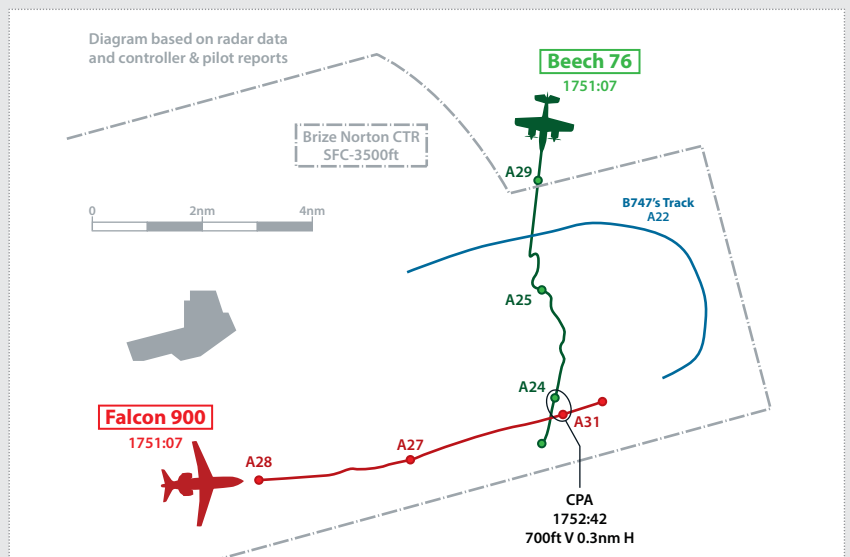 Diagram based on radar data
and controller & pilot reports
Beech 76
1751:07
Brize Norton CTR
SFC-3500ft
A29
B747's Track
A22
0 2nm 4nm
A25
A24
Falcon 900
1751:07
A31
A27
A28
CPA
1752:42
700ft V 0.3nm H